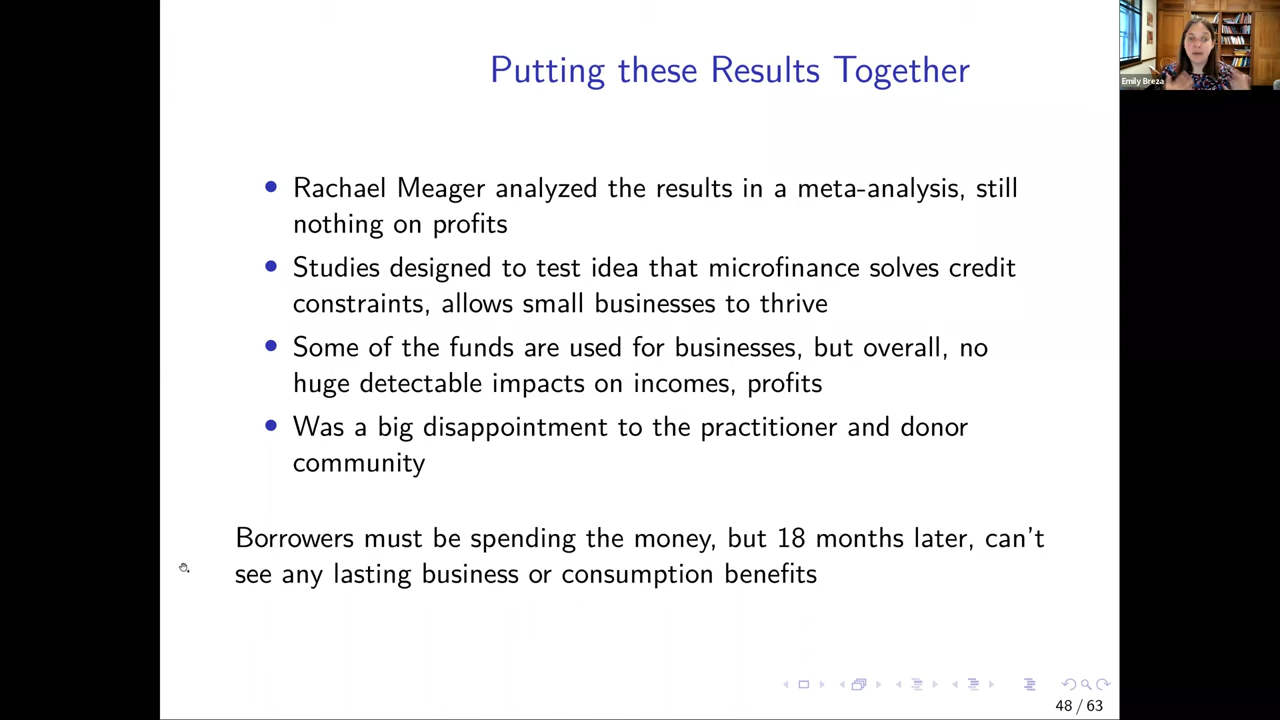 Putting these Results Together
Emily Breza
• Rachael Meager analyzed the results in a meta-analysis, still
nothing on profits
• Studies designed to test idea that microfinance solves credit
constraints, allows small businesses to thrive
• Some of the funds are used for businesses, but overall, no
huge detectable impacts on incomes, profits
• Was a big disappointment to the practitioner and donor
community
Borrowers must be spending the money, but 18 months later, can't
see any lasting business or consumption benefits
48 / 63